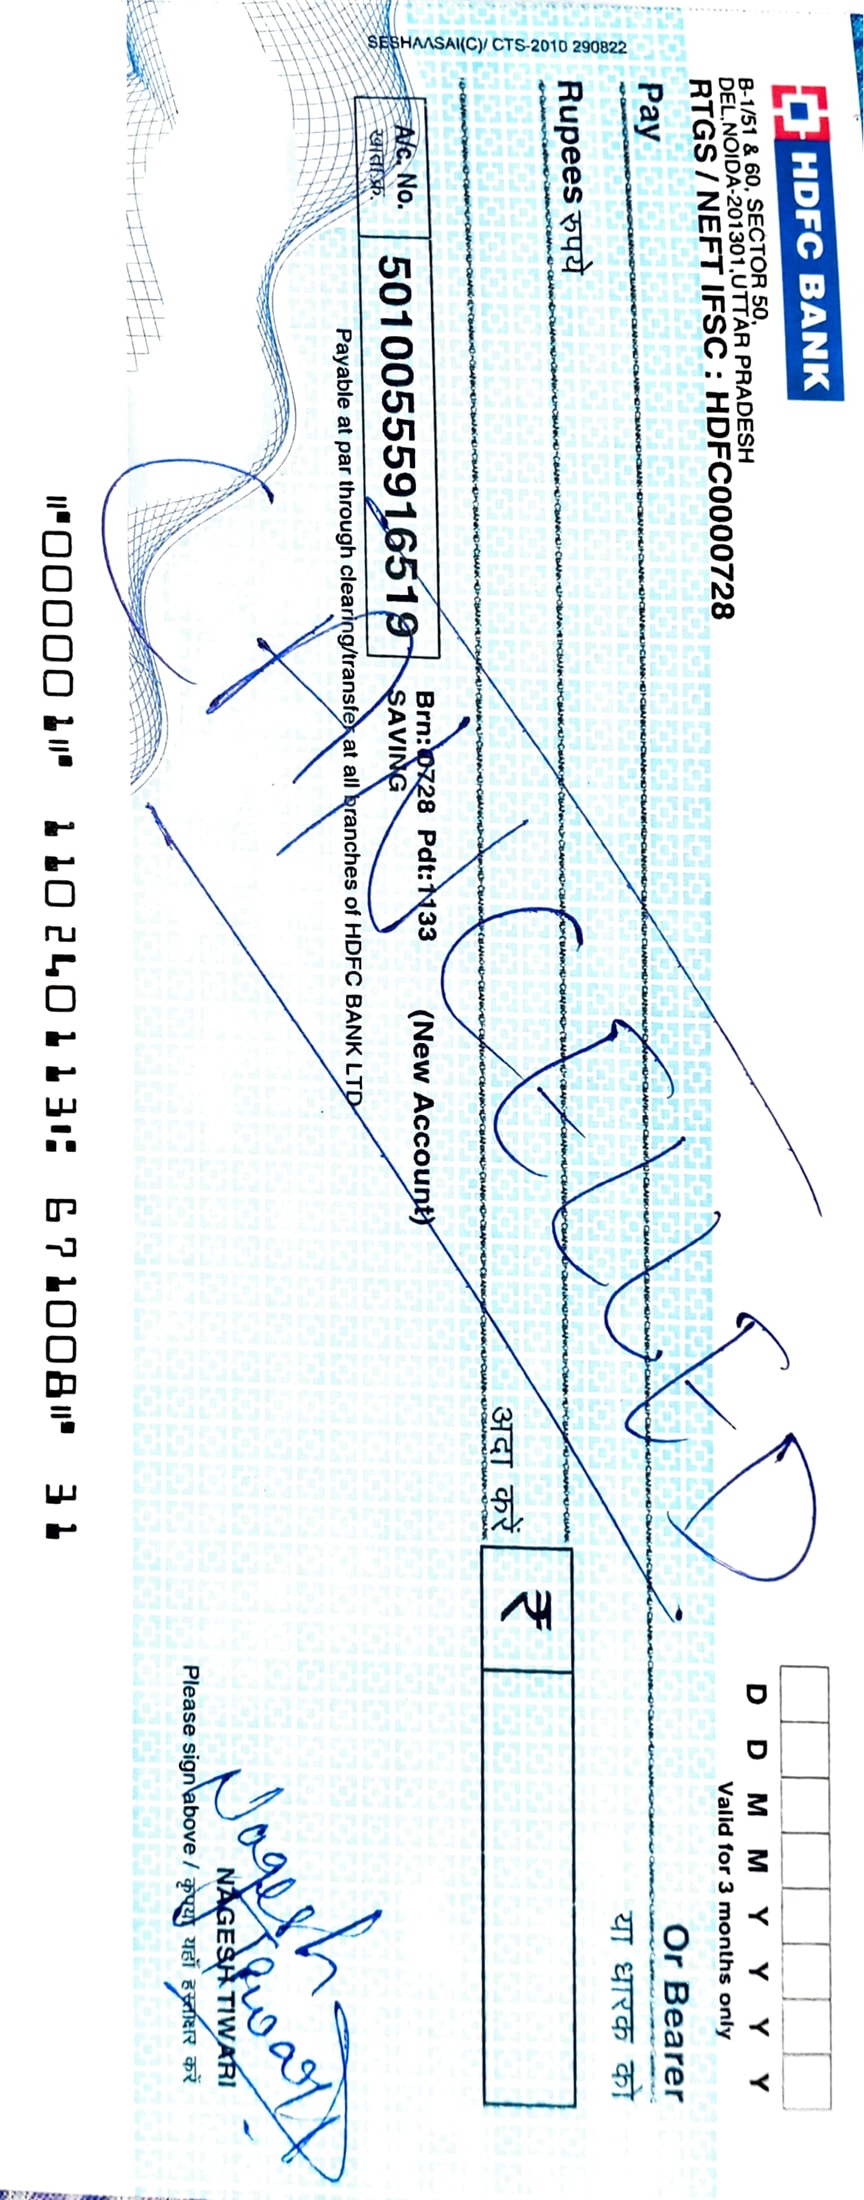 HDFC BANK
B-1/51 & 60, SECTOR 50,
DEL,NOIDA-201301,UTTAR PRADESH
RTGS / NEFT IFSC : HDFC0000728
D D M M Y Y Y Y
Valid for 3 months only
Pay
Or Bearer
या धारक को
Rupees रुपये
अदा करें
₹
CANCELLED
A/c. No.
खाता क्र.
50100555916519
Brn: 0728 Pdt:1133
SAVING
(New Account)
Payable at par through clearing/transfer at all branches of HDFC BANK LTD
SESHAASAI(C)/ CTS-2010 290822
Nagesh Tiwari
NAGESH TIWARI
Please sign above / कृपया यहाँ हस्ताक्षर करें
⑈000001⑈ 110240113⑆ 671008⑈ 31